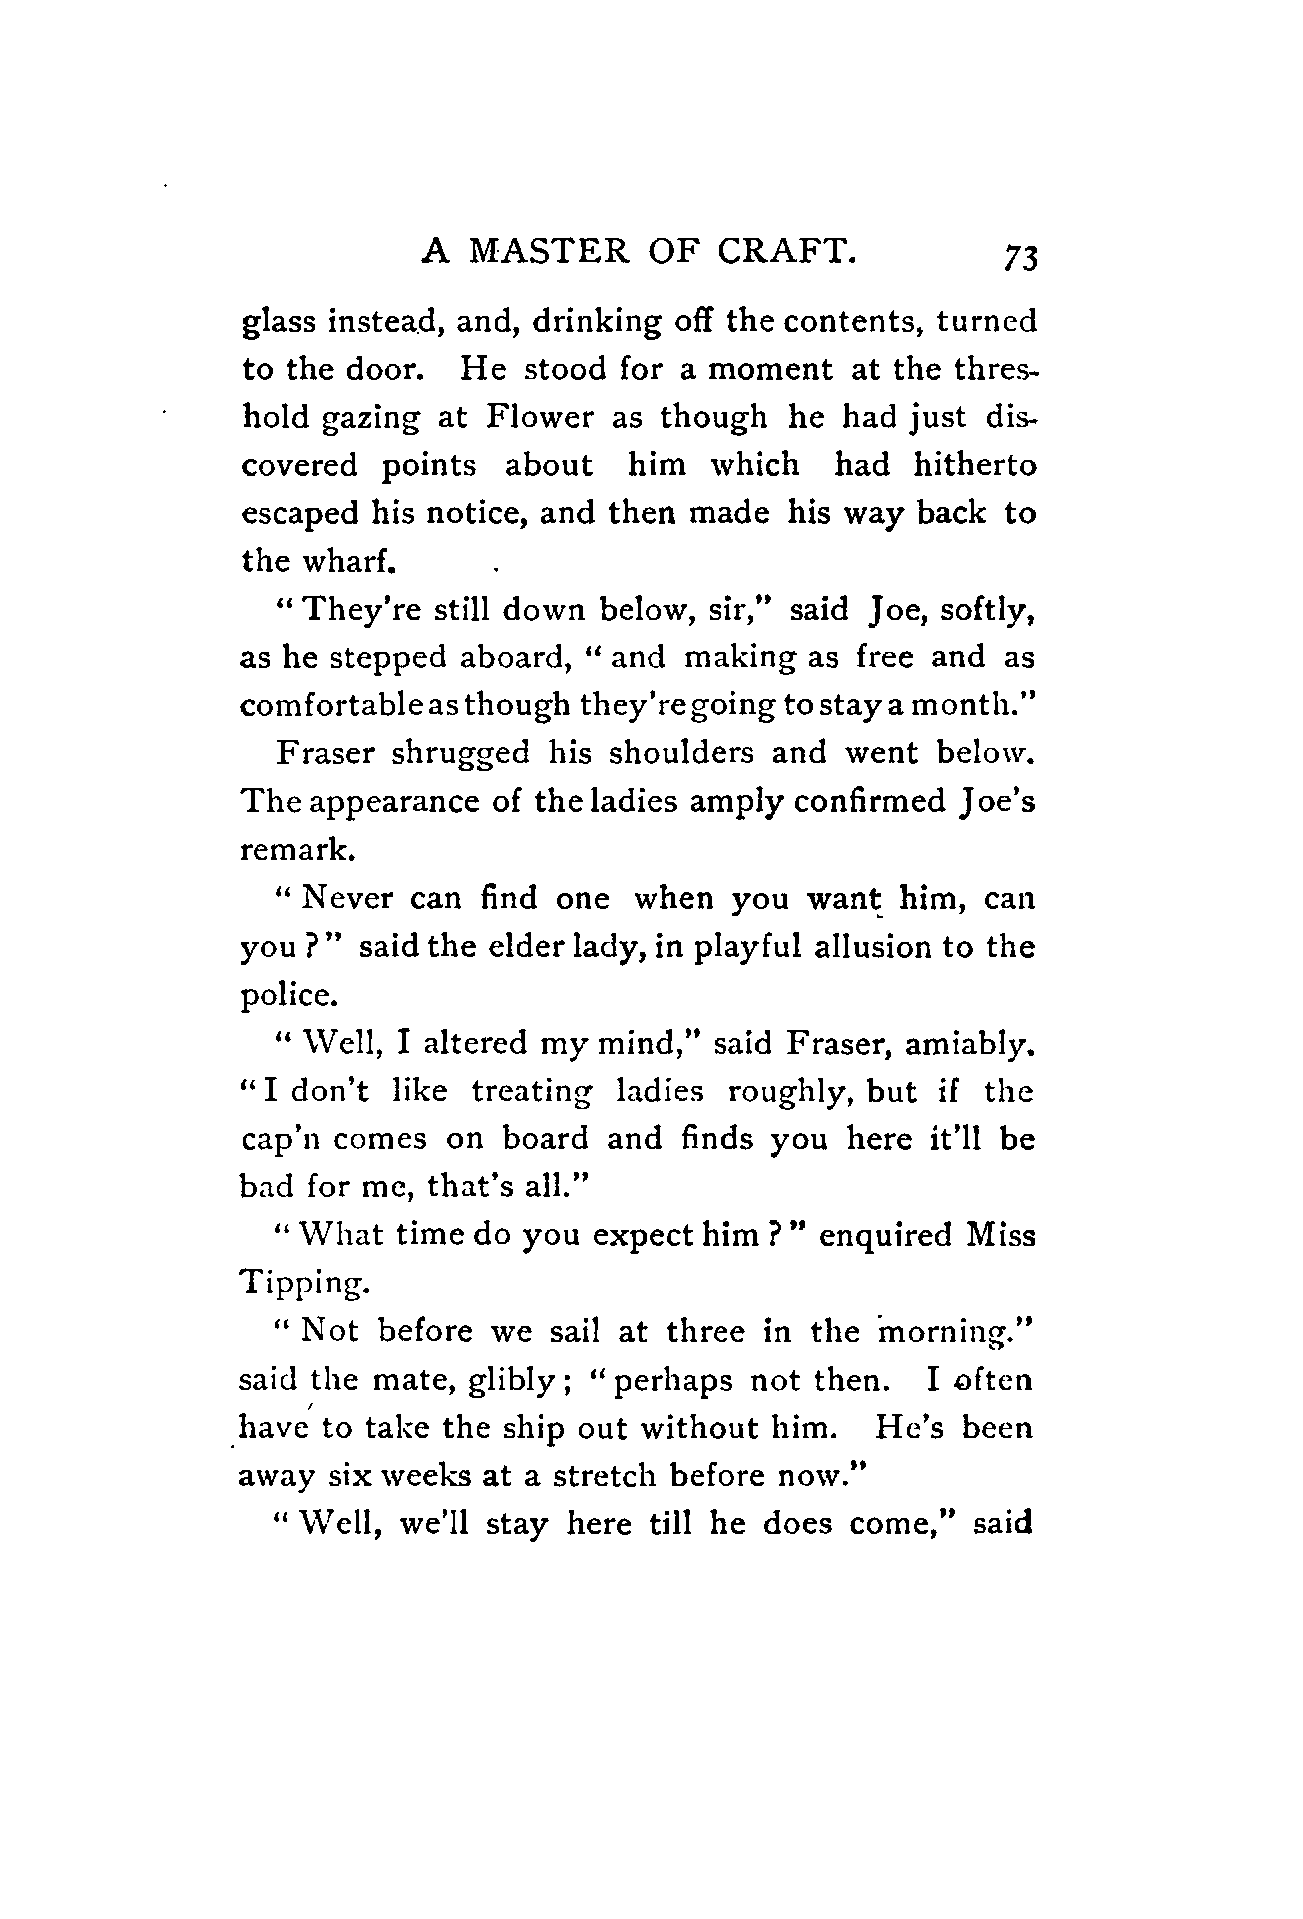 A MASTER OF CRAFT. 73
glass instead, and, drinking off the contents, turned
to the door. He stood for a moment at the thres-
hold gazing at Flower as though he had just dis-
covered points about him which had hitherto
escaped his notice, and then made his way back to
the wharf.
"They're still down below, sir," said Joe, softly,
as he stepped aboard, "and making as free and as
comfortable as though they're going to stay a month."
Fraser shrugged his shoulders and went below.
The appearance of the ladies amply confirmed Joe's
remark.
"Never can find one when you want him, can
you?" said the elder lady, in playful allusion to the
police.
"Well, I altered my mind," said Fraser, amiably.
"I don't like treating ladies roughly, but if the
cap'n comes on board and finds you here it'll be
bad for me, that's all."
"What time do you expect him?" enquired Miss
Tipping.
"Not before we sail at three in the morning."
said the mate, glibly; "perhaps not then. I often
have to take the ship out without him. He's been
away six weeks at a stretch before now."
"Well, we'll stay here till he does come," said